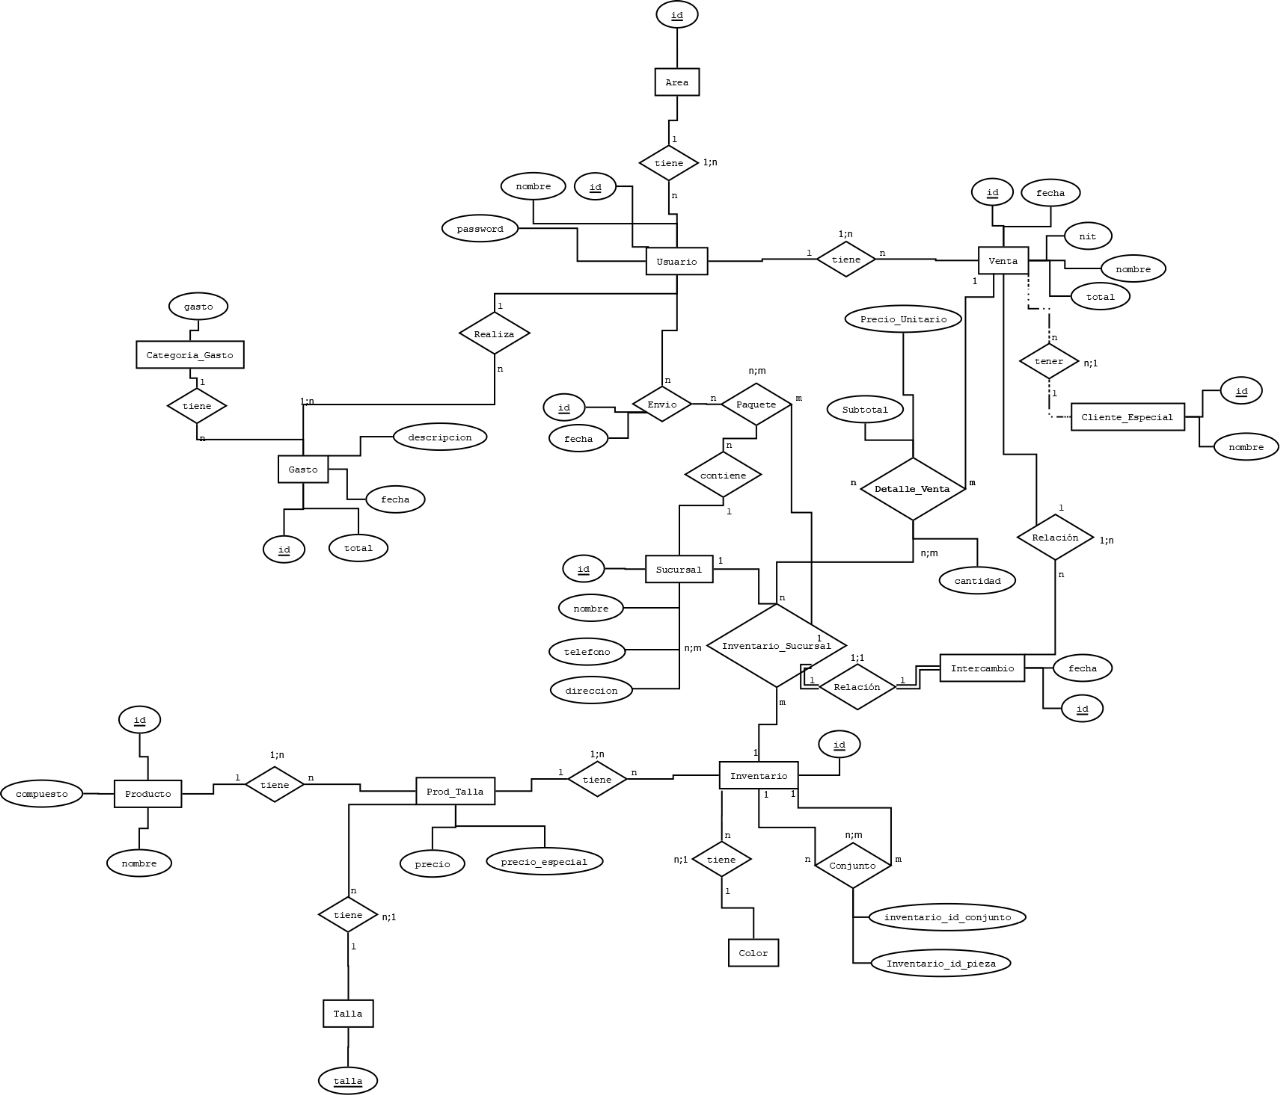 id
Area
1
tiene
1;n
n
nombre
id
password
Usuario
1
1;n
tiene
n
id
fecha
nit
Venta
nombre
total
1
gasto
Categoria_Gasto
1
tiene
n
1
Realiza
n
1;n
Precio_Unitario
n
tener
n;1
1
id
Cliente_Especial
nombre
n
n;m
id
Envio
n
Paquete
m
fecha
Subtotal
descripcion
n
contiene
1
Gasto
fecha
id
total
n
Detalle_Venta
m
n;m
cantidad
1
Relación
1;n
n
id
Sucursal
1
nombre
telefono
direccion
n
n;m
Inventario_Sucursal
1
m
1;1
1
Relación
1
Intercambio
fecha
id
id
compuesto
Producto
nombre
1;n
1
tiene
n
Prod_Talla
precio
precio_especial
1;n
1
tiene
n
1
Inventario
id
1
1
n
n;1
tiene
1
Color
n;m
n
Conjunto
m
inventario_id_conjunto
Inventario_id_pieza
n
tiene
n;1
1
Talla
talla